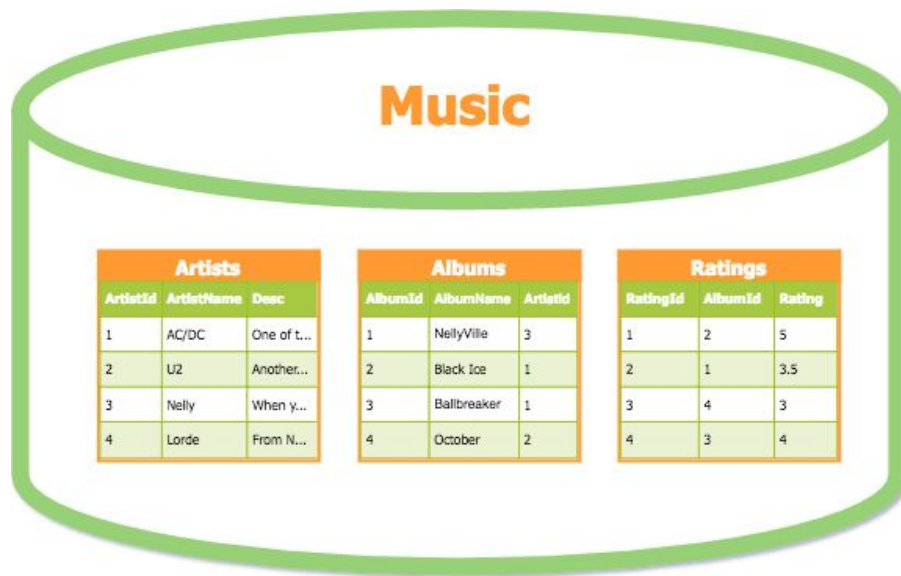 Music
Artists
ArtistId ArtistName Desc
1 AC/DC One of t...
2 U2 Another...
3 Nelly When y...
4 Lorde From N...
Albums
AlbumId AlbumName ArtistId
1 NellyVille 3
2 Black Ice 1
3 Ballbreaker 1
4 October 2
Ratings
RatingId AlbumId Rating
1 2 5
2 1 3.5
3 4 3
4 3 4